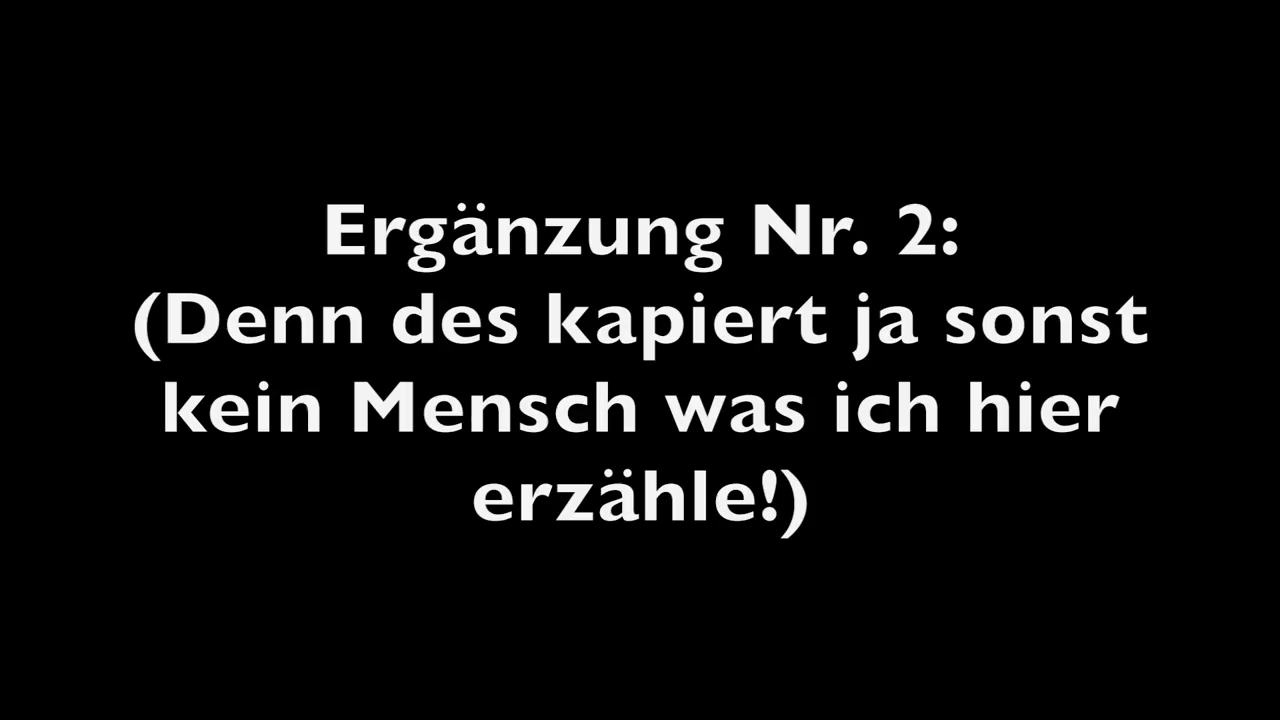 Ergänzung Nr. 2:
(Denn des kapiert ja sonst
kein Mensch was ich hier
erzähle!)